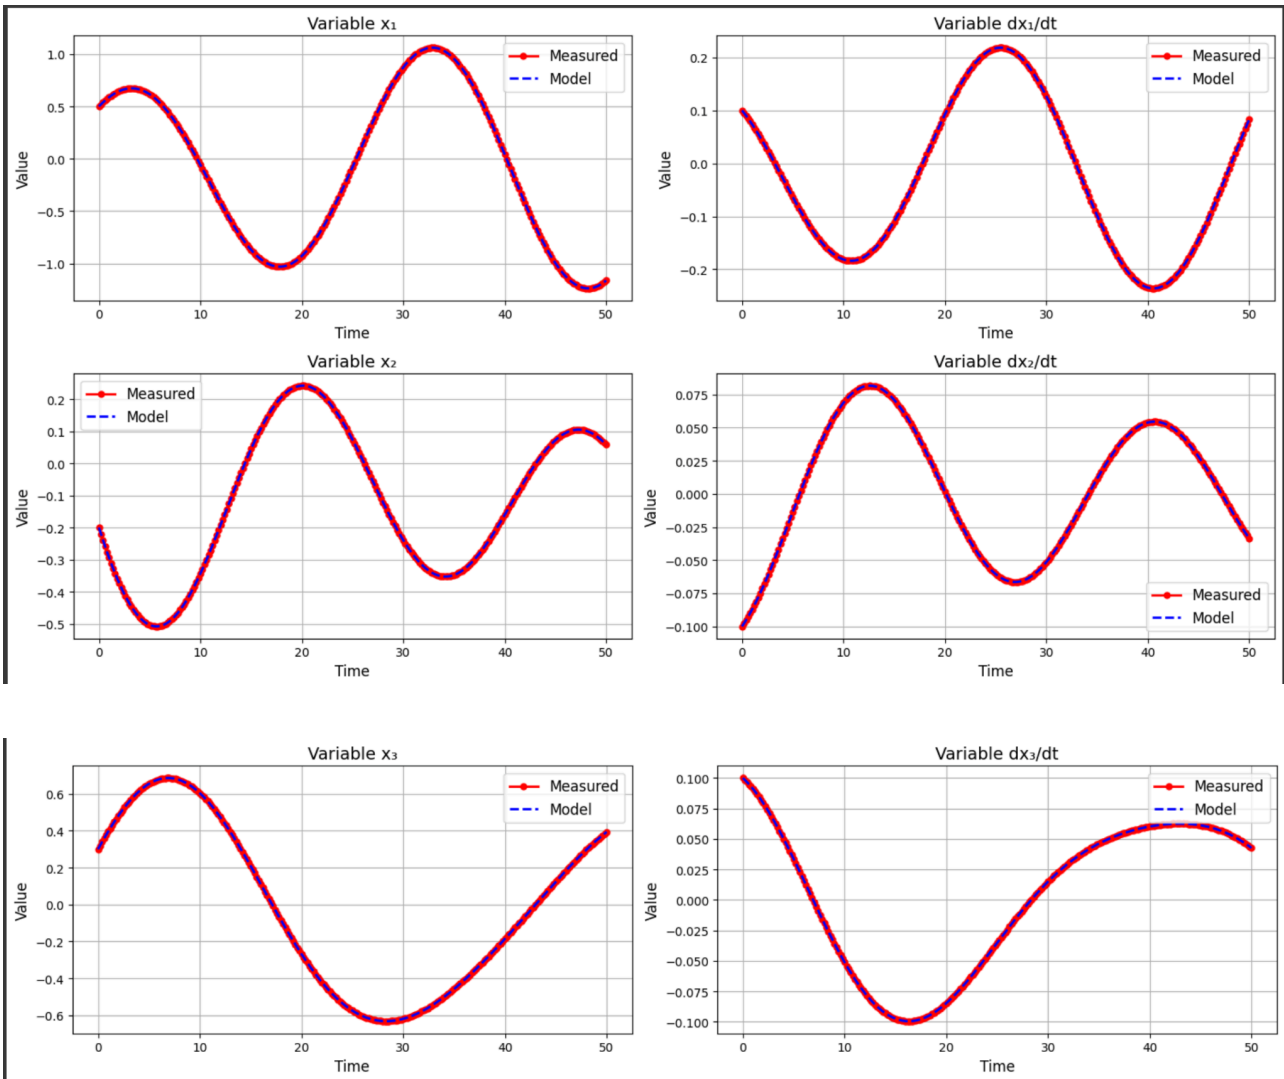 Variable x₁
Measured
Model
Value
1.0
0.5
0.0
−0.5
−1.0
0 10 20 30 40 50
Time
Variable dx₁/dt
Measured
Model
Value
0.2
0.1
0.0
−0.1
−0.2
0 10 20 30 40 50
Time
Variable x₂
Measured
Model
Value
0.2
0.1
0.0
−0.1
−0.2
−0.3
−0.4
−0.5
0 10 20 30 40 50
Time
Variable dx₂/dt
Measured
Model
Value
0.075
0.050
0.025
0.000
−0.025
−0.050
−0.075
−0.100
0 10 20 30 40 50
Time
Variable x₃
Measured
Model
Value
0.6
0.4
0.2
0.0
−0.2
−0.4
−0.6
0 10 20 30 40 50
Time
Variable dx₃/dt
Measured
Model
Value
0.100
0.075
0.050
0.025
0.000
−0.025
−0.050
−0.075
−0.100
0 10 20 30 40 50
Time